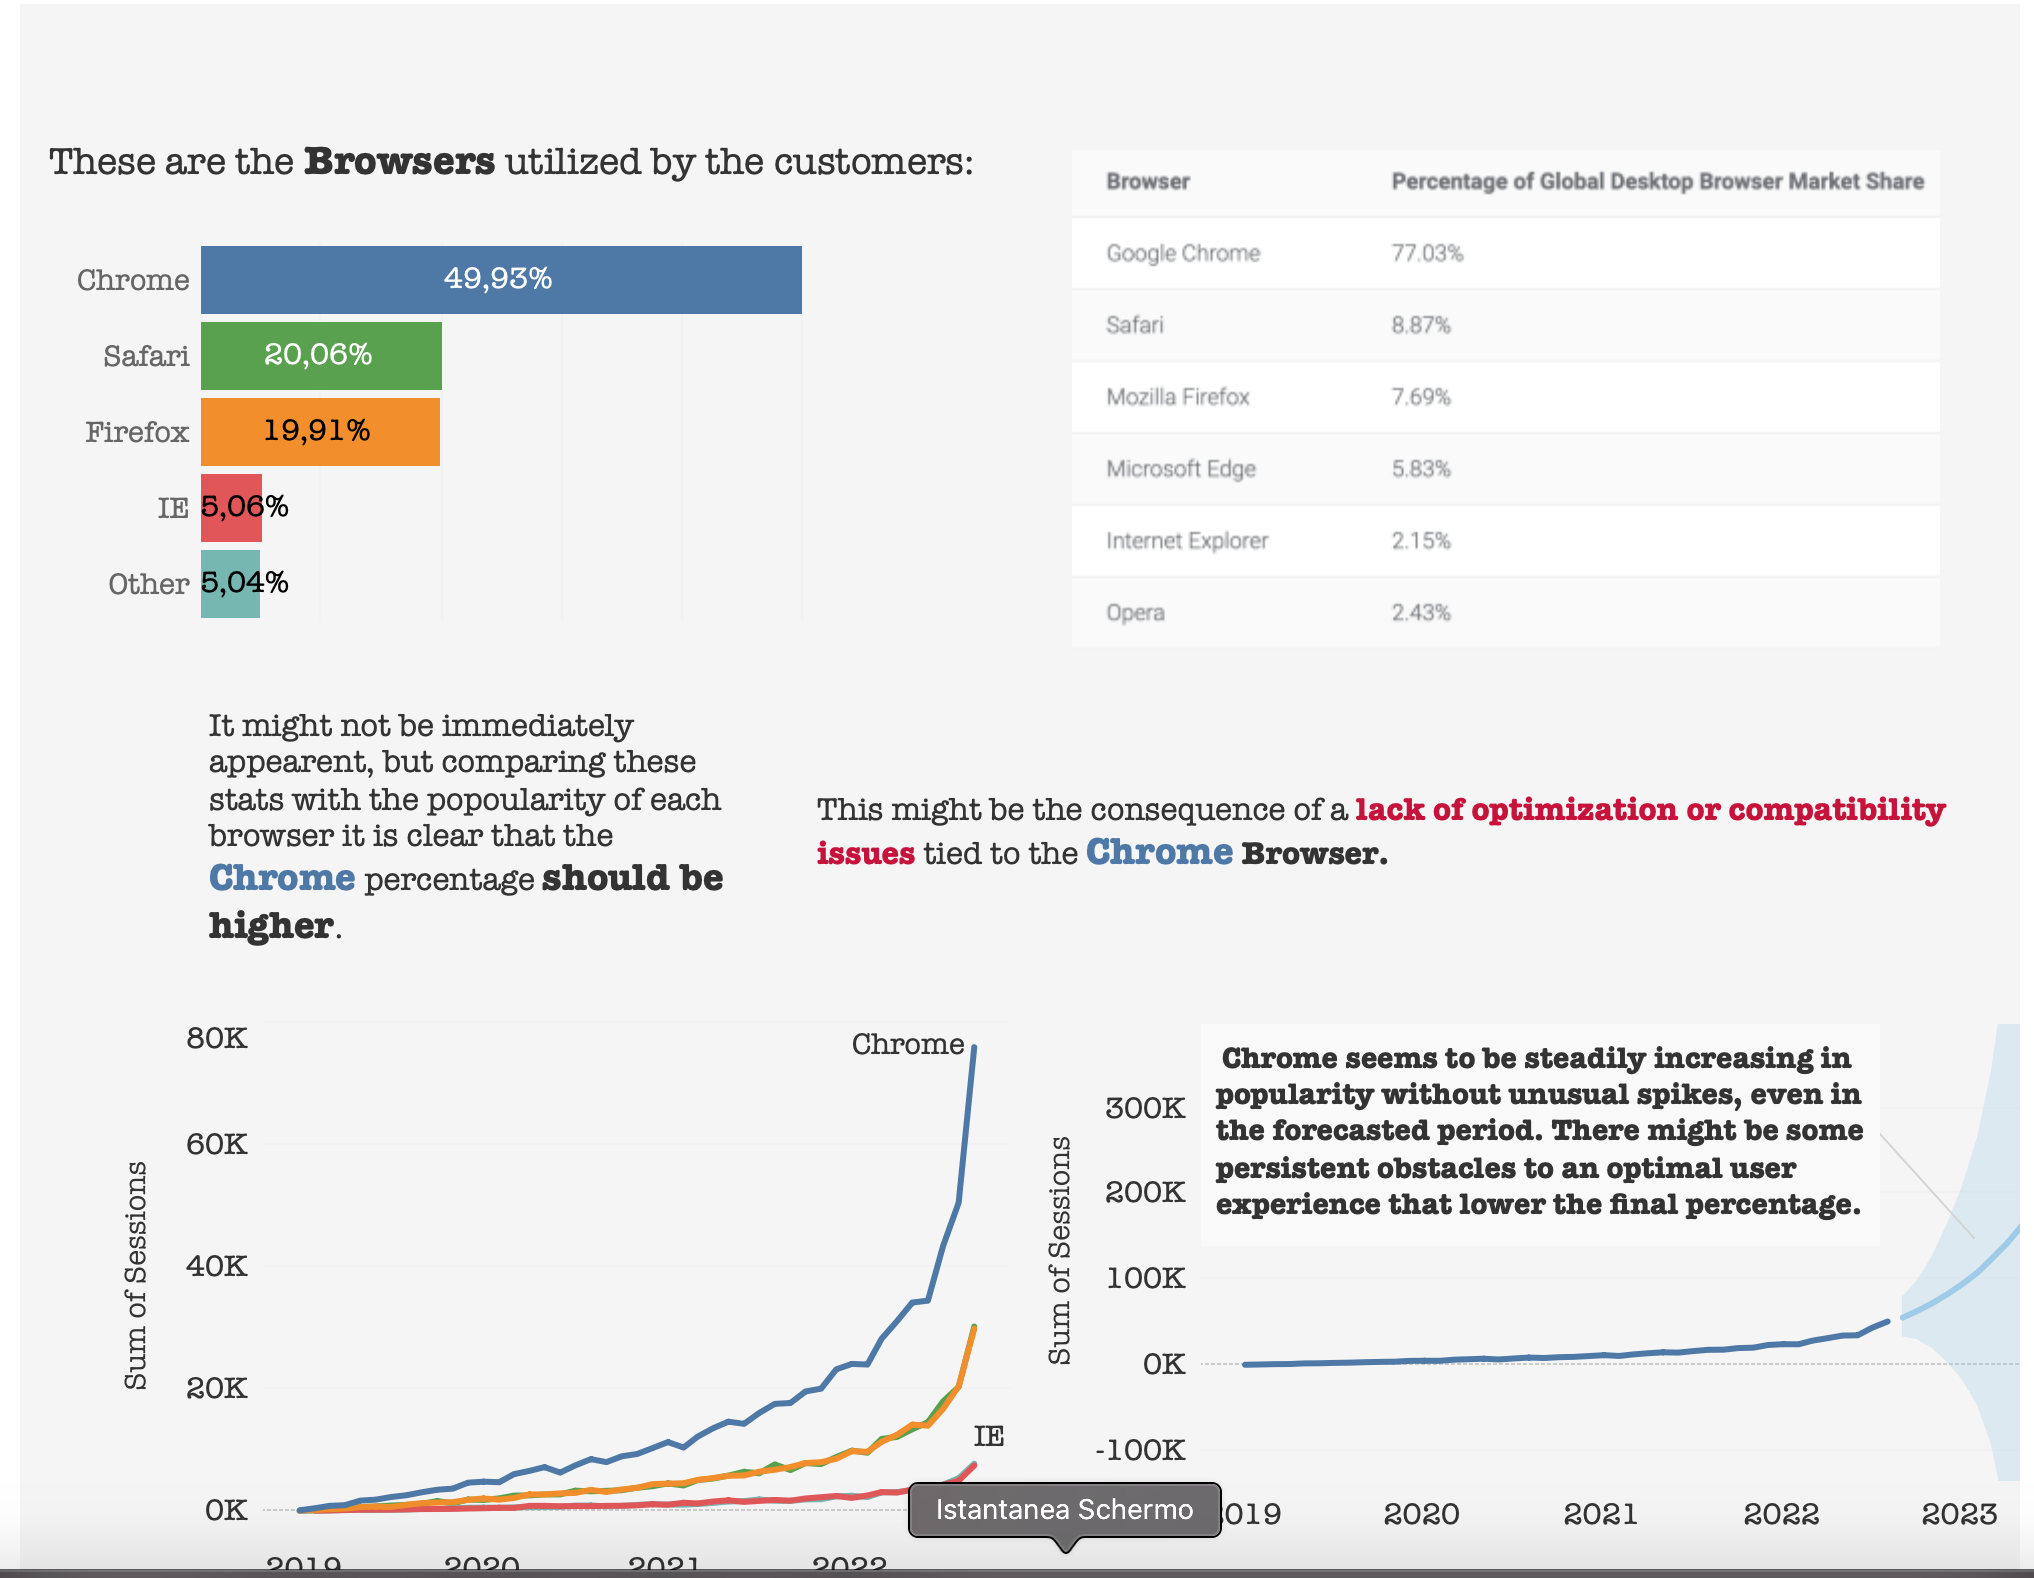 These are the Browsers utilized by the customers:
Chrome 49,93%
Safari 20,06%
Firefox 19,91%
IE 5,06%
Other 5,04%
Browser Percentage of Global Desktop Browser Market Share
Google Chrome 77.03%
Safari 8.87%
Mozilla Firefox 7.69%
Microsoft Edge 5.83%
Internet Explorer 2.15%
Opera 2.43%
It might not be immediately
appearent, but comparing these
stats with the popoularity of each
browser it is clear that the
Chrome percentage should be
higher.
This might be the consequence of a lack of optimization or compatibility
issues tied to the Chrome Browser.
Sum of Sessions
80K
60K
40K
20K
0K
Chrome
IE
2019 2020 2021 2022
Sum of Sessions
300K
200K
100K
0K
-100K
Chrome seems to be steadily increasing in
popularity without unusual spikes, even in
the forecasted period. There might be some
persistent obstacles to an optimal user
experience that lower the final percentage.
2019 2020 2021 2022 2023
Istantanea Schermo